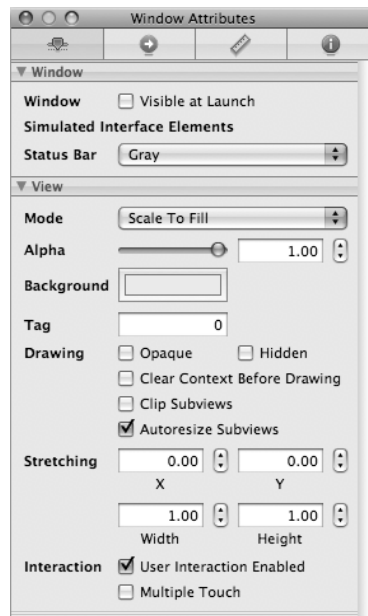 Window Attributes
Window
Window Visible at Launch
Simulated Interface Elements
Status Bar Gray
View
Mode Scale To Fill
Alpha 1.00
Background
Tag 0
Drawing Opaque Hidden
Clear Context Before Drawing
Clip Subviews
Autoresize Subviews
Stretching 0.00 0.00
X Y
1.00 1.00
Width Height
Interaction User Interaction Enabled
Multiple Touch